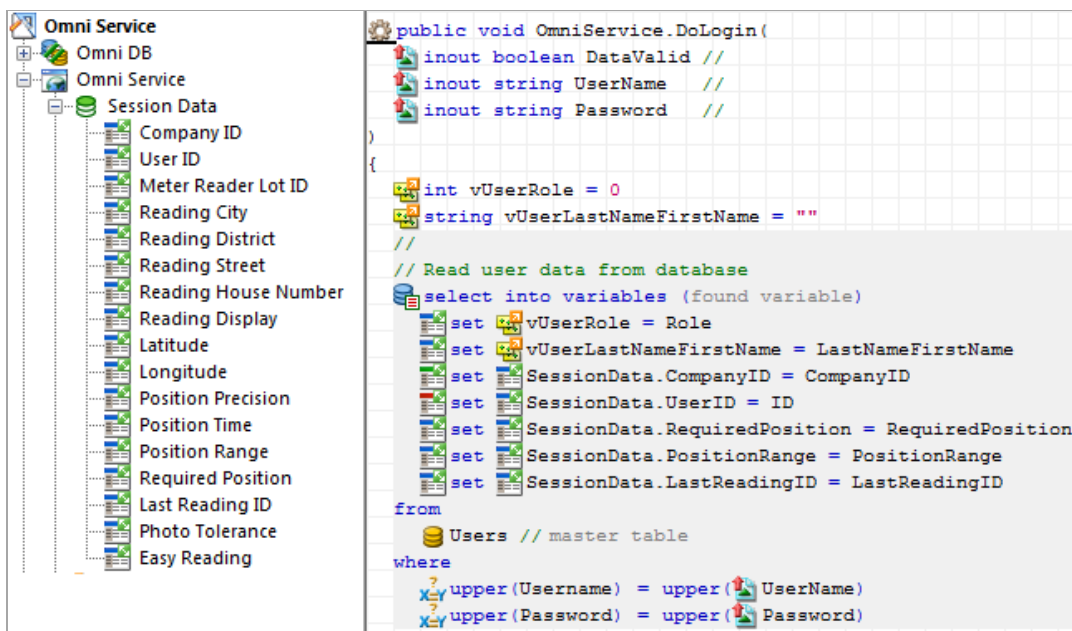 Omni Service
Omni DB
Omni Service
Session Data
Company ID
User ID
Meter Reader Lot ID
Reading City
Reading District
Reading Street
Reading House Number
Reading Display
Latitude
Longitude
Position Precision
Position Time
Position Range
Required Position
Last Reading ID
Photo Tolerance
Easy Reading
public void OmniService.DoLogin(
inout boolean DataValid //
inout string UserName //
inout string Password //
)
{
int vUserRole = 0
string vUserLastNameFirstName = ""
//
// Read user data from database
select into variables (found variable)
set vUserRole = Role
set vUserLastNameFirstName = LastNameFirstName
set SessionData.CompanyID = CompanyID
set SessionData.UserID = ID
set SessionData.RequiredPosition = RequiredPosition
set SessionData.PositionRange = PositionRange
set SessionData.LastReadingID = LastReadingID
from
Users // master table
where
upper(Username) = upper(UserName)
upper(Password) = upper(Password)